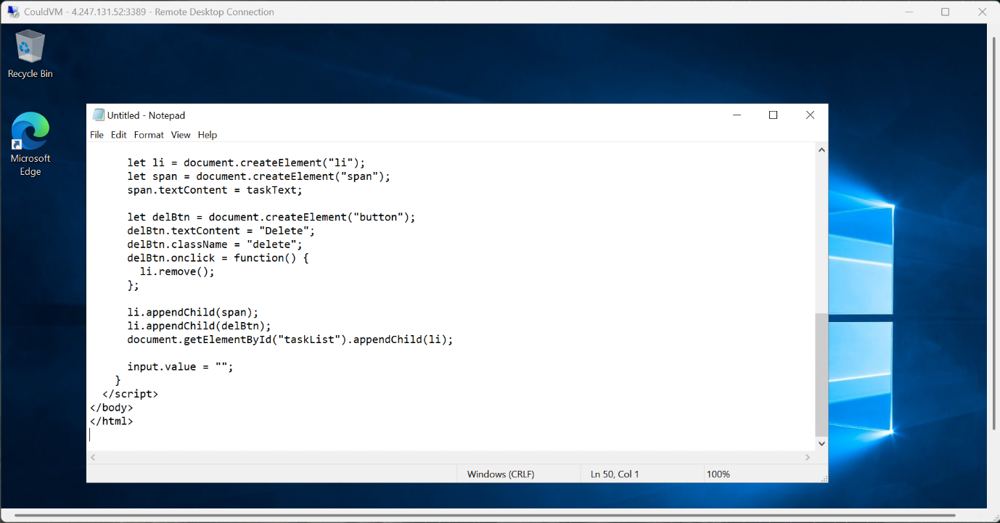 CouldVM - 4.247.131.52:3389 - Remote Desktop Connection
Recycle Bin
Microsoft
Edge
Untitled - Notepad
File Edit Format View Help
let li = document.createElement("li");
let span = document.createElement("span");
span.textContent = taskText;
let delBtn = document.createElement("button");
delBtn.textContent = "Delete";
delBtn.className = "delete";
delBtn.onclick = function() {
li.remove();
};
li.appendChild(span);
li.appendChild(delBtn);
document.getElementById("taskList").appendChild(li);
input.value = "";
}
</script>
</body>
</html>
Windows (CRLF) Ln 50, Col 1 100%